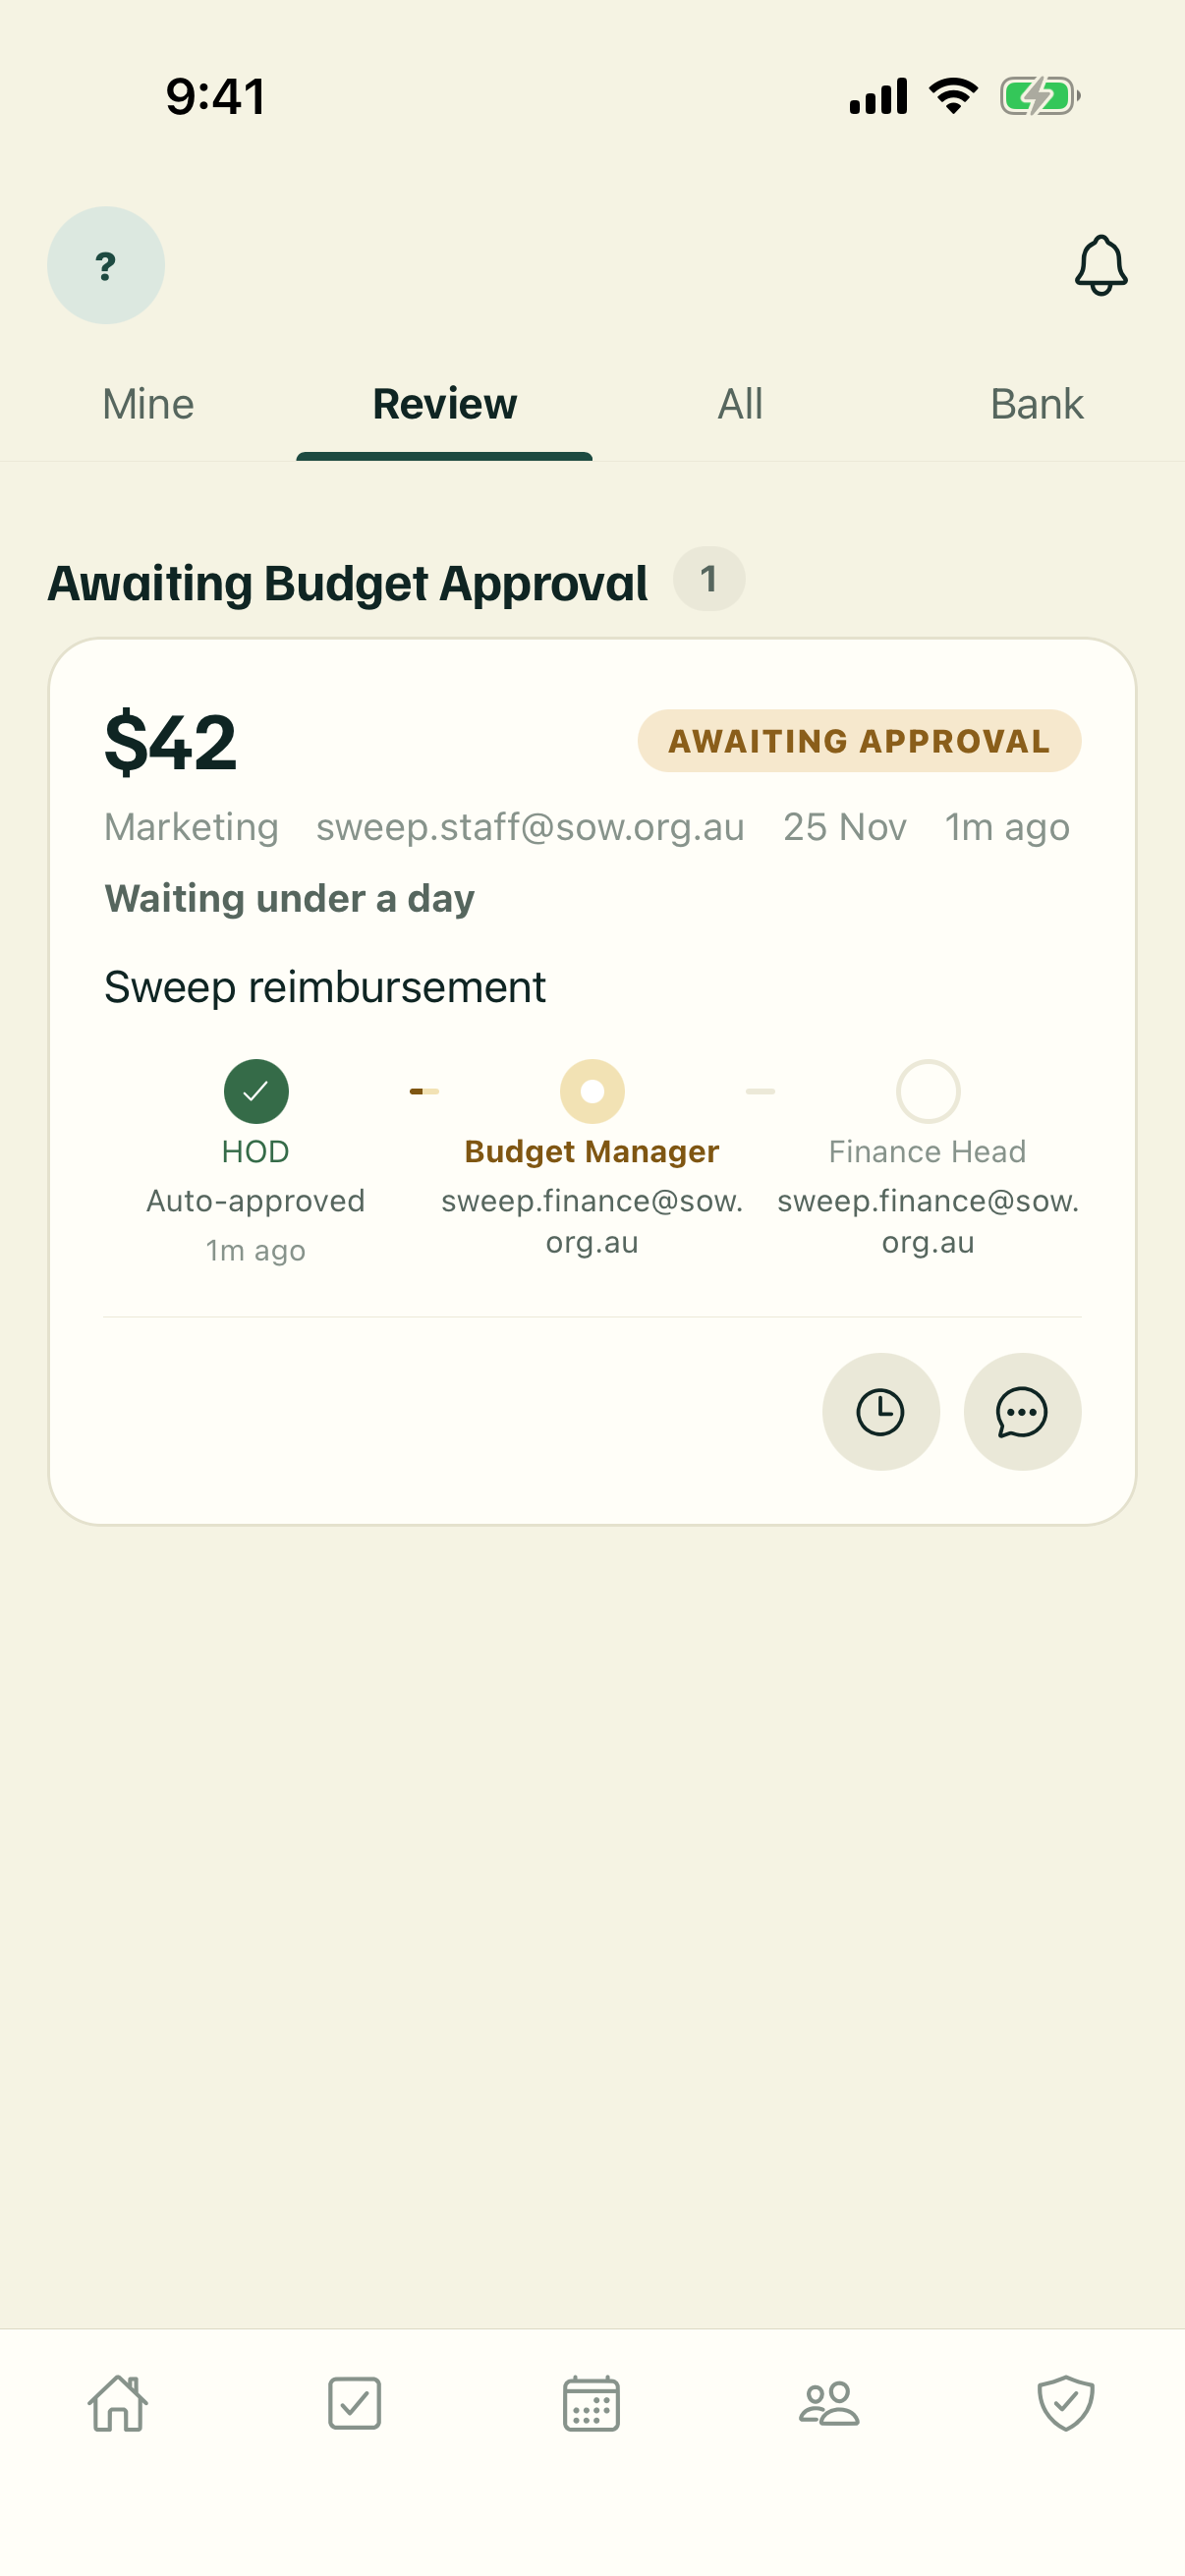 9:41
?
Mine Review All Bank
Awaiting Budget Approval 1
$42 AWAITING APPROVAL
Marketing sweep.staff@sow.org.au 25 Nov 1m ago
Waiting under a day
Sweep reimbursement
HOD Budget Manager Finance Head
Auto-approved sweep.finance@sow. sweep.finance@sow.
1m ago org.au org.au